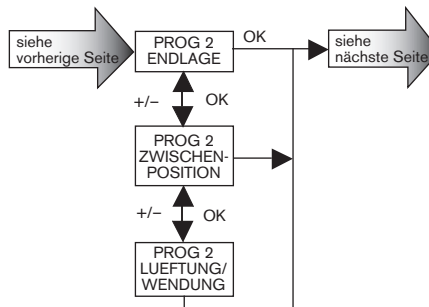 siehe
vorherige Seite
PROG 2
ENDLAGE
OK
siehe
nächste Seite
+/–
OK
PROG 2
ZWISCHEN-
POSITION
+/–
OK
PROG 2
LUEFTUNG/
WENDUNG